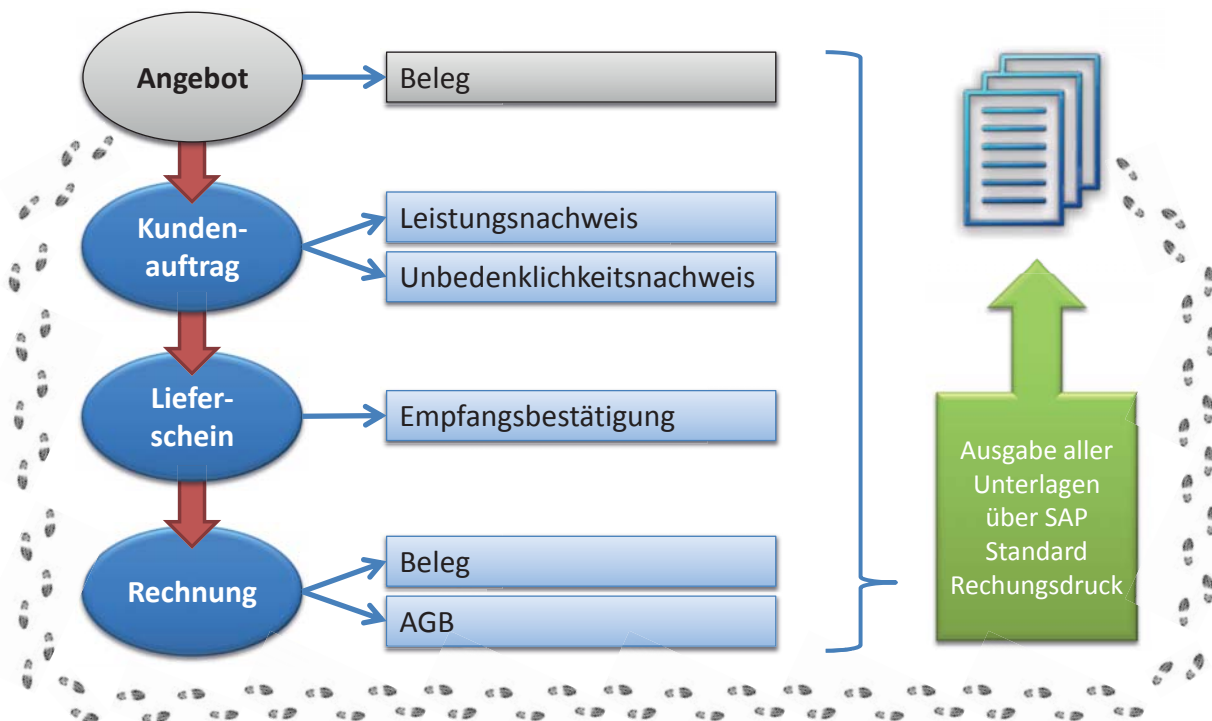 Angebot
Beleg
Kunden-
auftrag
Leistungsnachweis
Unbedenklichkeitsnachweis
Liefer-
schein
Empfangsbestätigung
Rechnung
Beleg
AGB
Ausgabe aller
Unterlagen
über SAP
Standard
Rechungsdruck